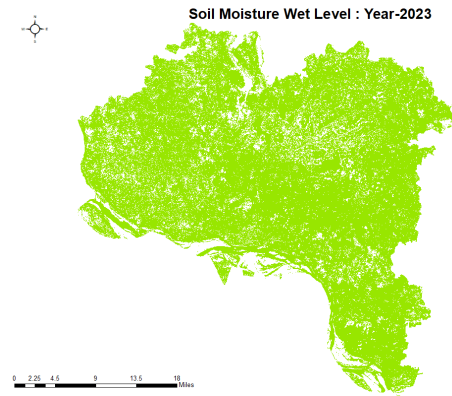 Soil Moisture Wet Level : Year-2023
N
W E
S
0 2.25 4.5 9 13.5 18
Miles